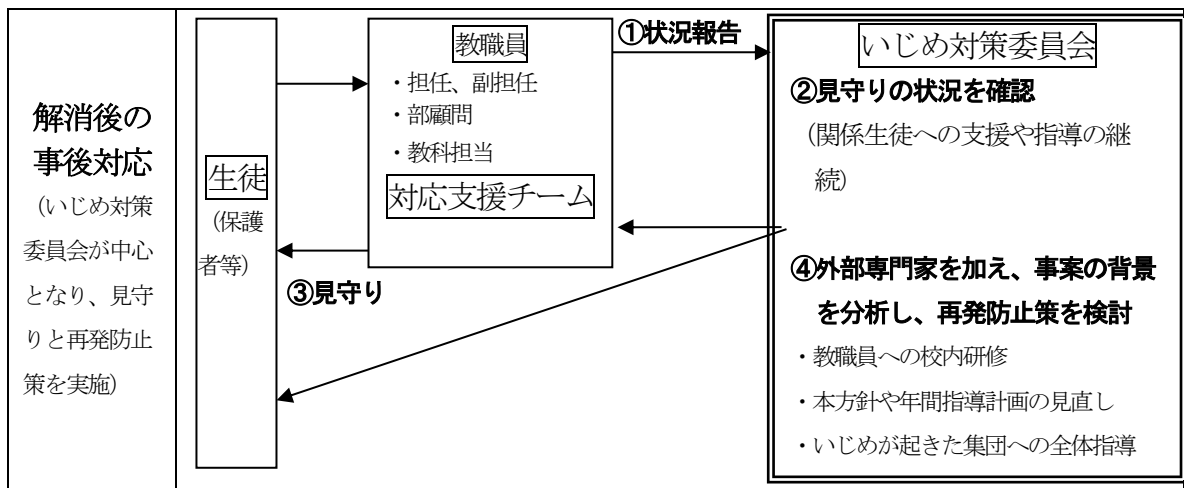 解消後の
事後対応
(いじめ対策
委員会が中心
となり、見守
りと再発防止
策を実施)
生徒
(保護
者等)
教職員
・担任、副担任
・部顧問
・教科担当
対応支援チーム
①状況報告
③見守り
いじめ対策委員会
②見守りの状況を確認
(関係生徒への支援や指導の継
続)
④外部専門家を加え、事案の背景
を分析し、再発防止策を検討
・教職員への校内研修
・本方針や年間指導計画の見直し
・いじめが起きた集団への全体指導